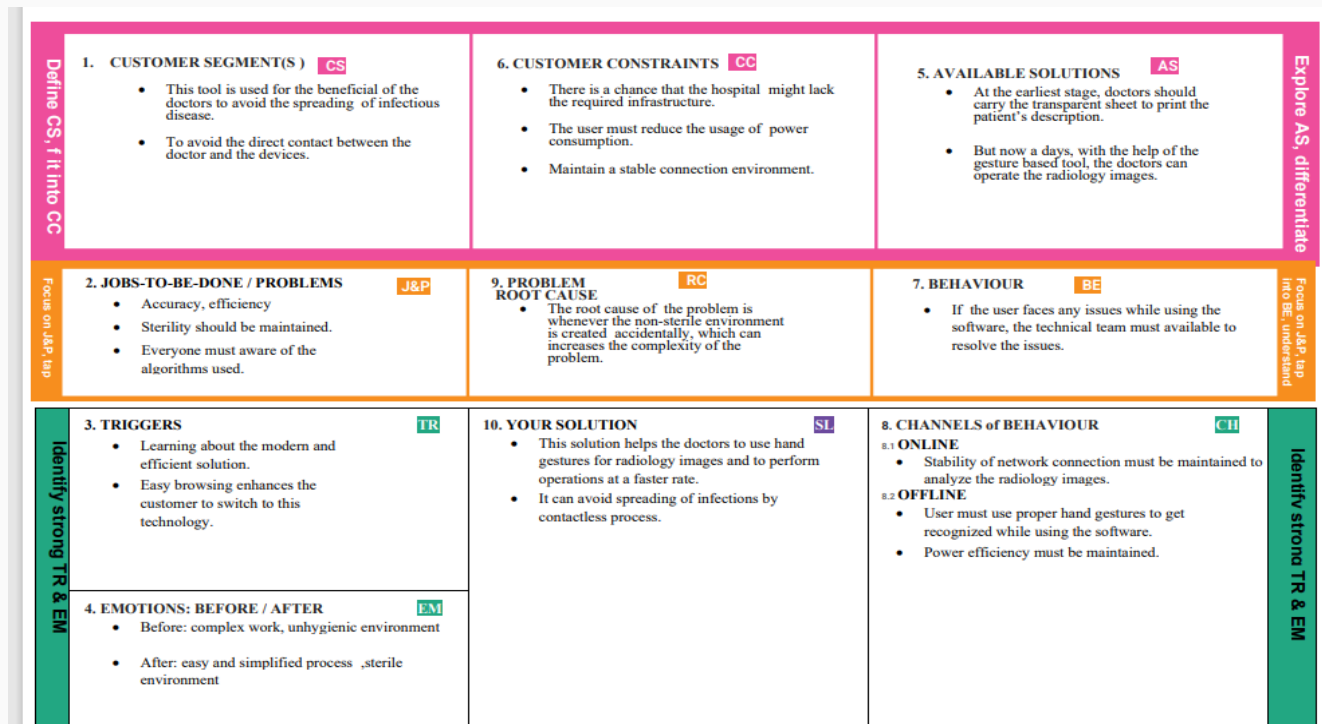 Define CS, f it into CC
1. CUSTOMER SEGMENT(S ) CS
• This tool is used for the beneficial of the
doctors to avoid the spreading of infectious
disease.
• To avoid the direct contact between the
doctor and the devices.
6. CUSTOMER CONSTRAINTS CC
• There is a chance that the hospital might lack
the required infrastructure.
• The user must reduce the usage of power
consumption.
• Maintain a stable connection environment.
5. AVAILABLE SOLUTIONS AS
• At the earliest stage, doctors should
carry the transparent sheet to print the
patient's description.
• But now a days, with the help of the
gesture based tool, the doctors can
operate the radiology images.
Explore AS, differentiate
Focus on J&P, tap
2. JOBS-TO-BE-DONE / PROBLEMS J&P
• Accuracy, efficiency
• Sterility should be maintained.
• Everyone must aware of the
algorithms used.
9. PROBLEM RC
ROOT CAUSE
• The root cause of the problem is
whenever the non-sterile environment
is created accidentally, which can
increases the complexity of the
problem.
7. BEHAVIOUR BE
• If the user faces any issues while using the
software, the technical team must available to
resolve the issues.
Focus on J&P, tap
into BE, understand
Identify strong TR & EM
3. TRIGGERS TR
• Learning about the modern and
efficient solution.
• Easy browsing enhances the
customer to switch to this
technology.
4. EMOTIONS: BEFORE / AFTER EM
• Before: complex work, unhygienic environment
• After: easy and simplified process ,sterile
environment
10. YOUR SOLUTION SL
• This solution helps the doctors to use hand
gestures for radiology images and to perform
operations at a faster rate.
• It can avoid spreading of infections by
contactless process.
8. CHANNELS of BEHAVIOUR CH
8.1 ONLINE
• Stability of network connection must be maintained to
analyze the radiology images.
8.2 OFFLINE
• User must use proper hand gestures to get
recognized while using the software.
• Power efficiency must be maintained.
Identify strong TR & EM